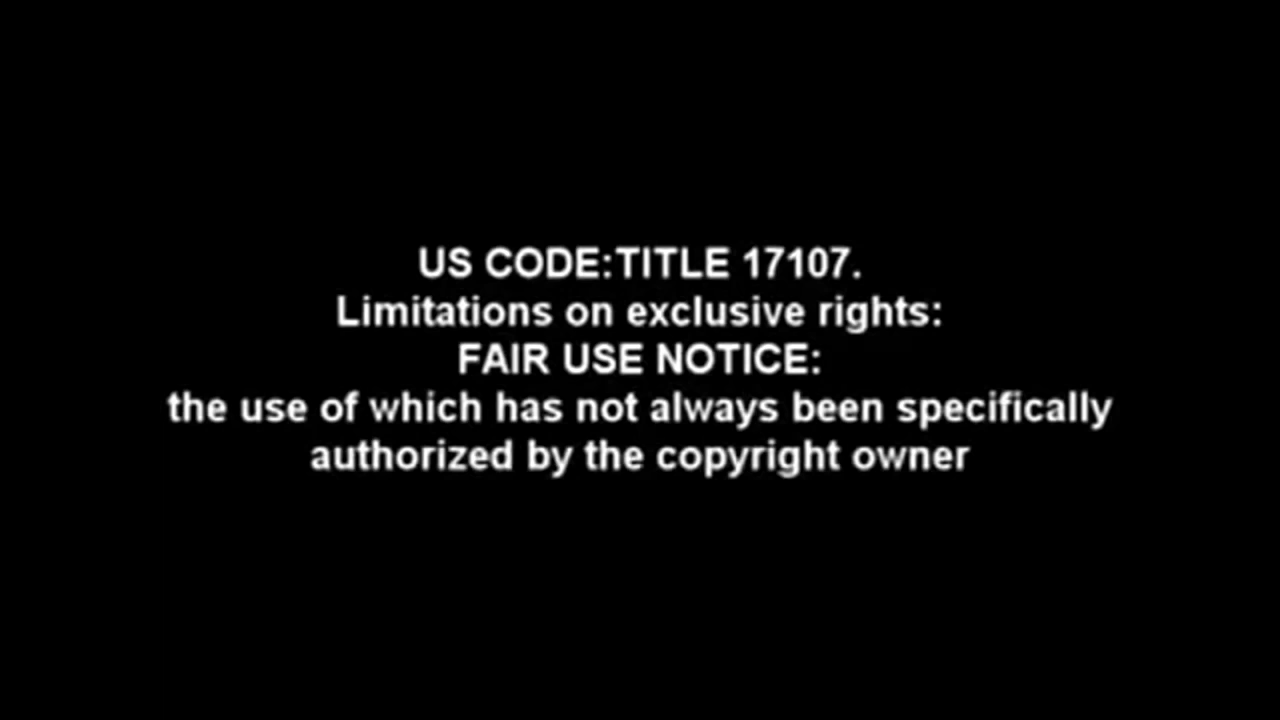 US CODE:TITLE 17107.
Limitations on exclusive rights:
FAIR USE NOTICE:
the use of which has not always been specifically
authorized by the copyright owner